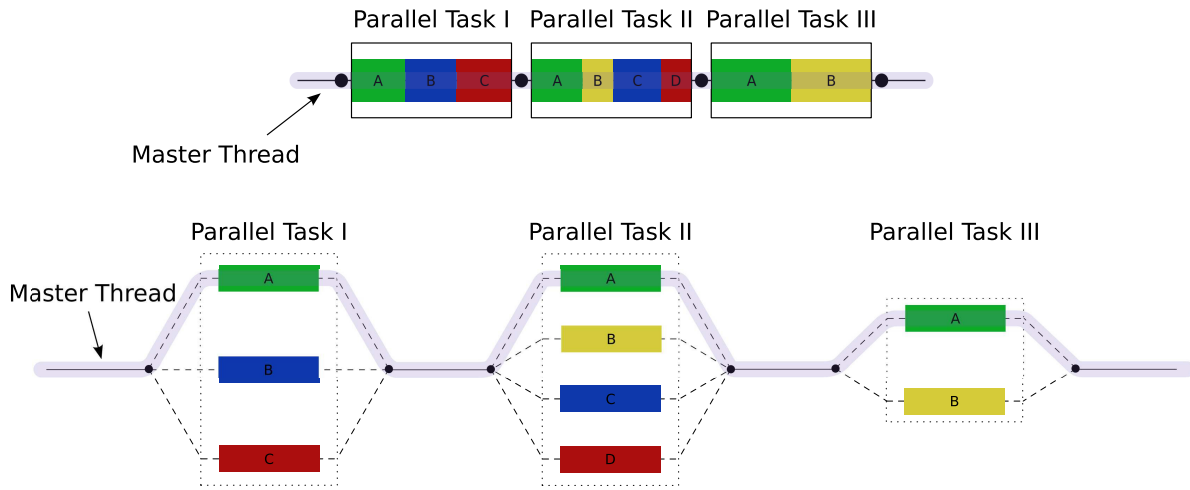 Parallel Task I
Parallel Task II
Parallel Task III
A
B
C
A
B
C
D
A
B
Master Thread
Parallel Task I
Parallel Task II
Parallel Task III
Master Thread
A
B
C
A
B
C
D
A
B